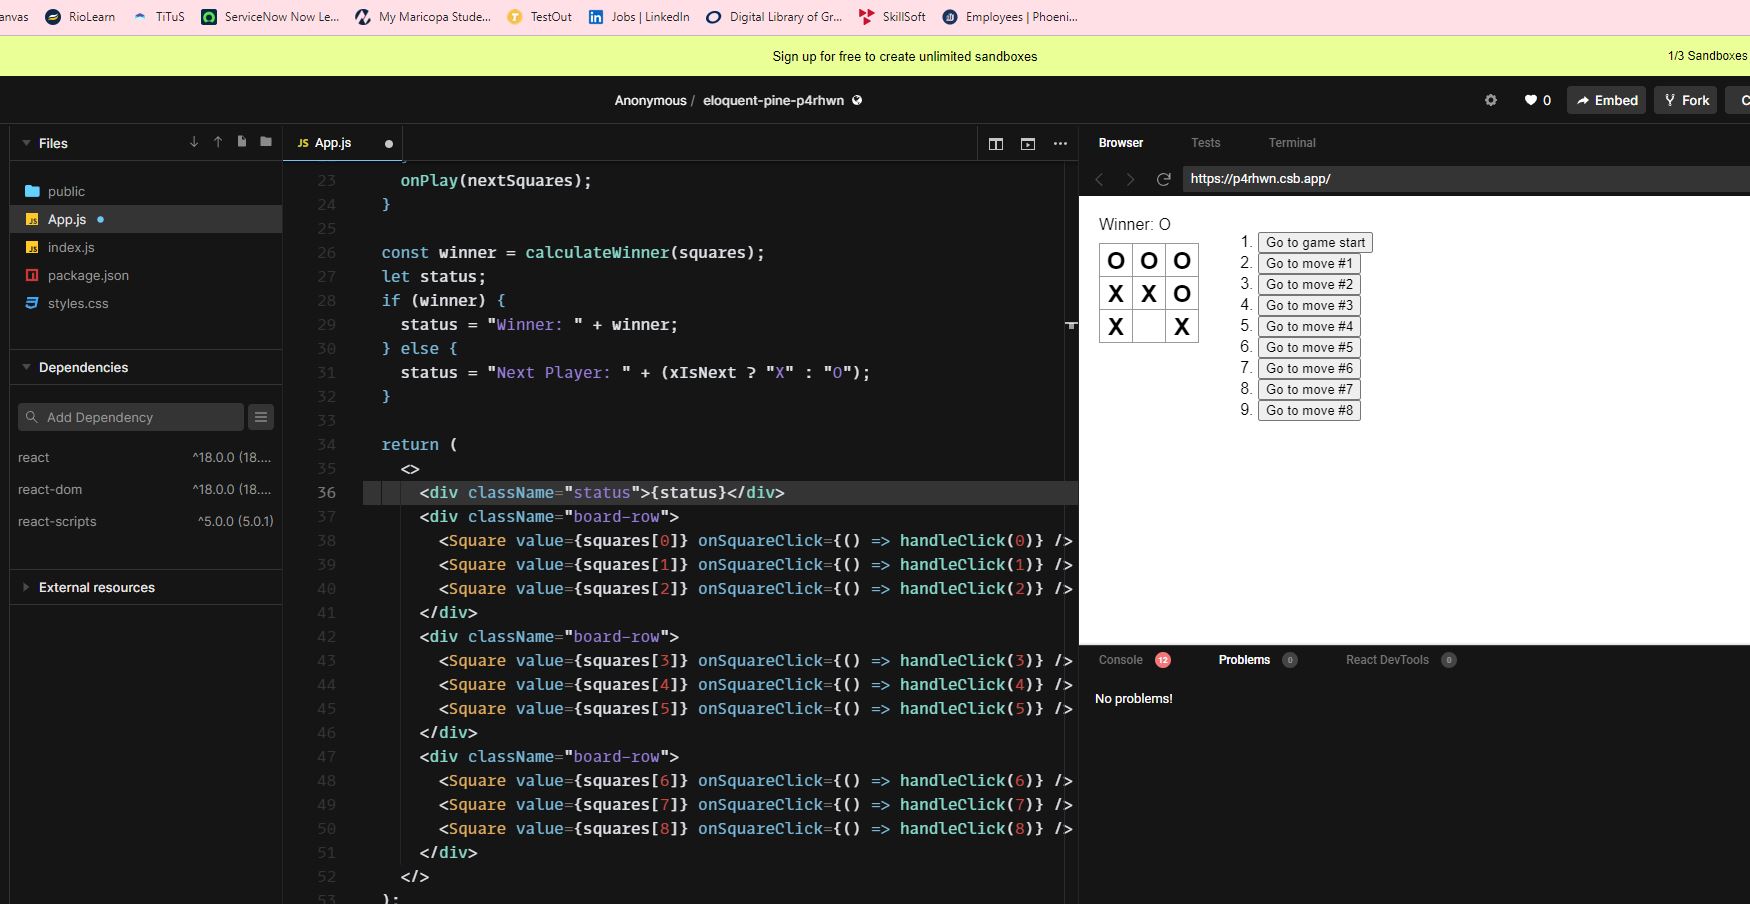 anvas RioLearn TiTuS ServiceNow Now Le... My Maricopa Stude... TestOut Jobs | LinkedIn Digital Library of Gr... SkillSoft Employees | Phoeni...
Sign up for free to create unlimited sandboxes 1/3 Sandboxes
Anonymous / eloquent-pine-p4rhwn 0 Embed Fork C
Files
public
JS App.js
JS index.js
package.json
styles.css
Dependencies
Add Dependency
react ^18.0.0 (18....
react-dom ^18.0.0 (18....
react-scripts ^5.0.0 (5.0.1)
External resources
JS App.js
23 onPlay(nextSquares);
24 }
25
26 const winner = calculateWinner(squares);
27 let status;
28 if (winner) {
29 status = "Winner: " + winner;
30 } else {
31 status = "Next Player: " + (xIsNext ? "X" : "O");
32 }
33
34 return (
35 <>
36 <div className="status">{status}</div>
37 <div className="board-row">
38 <Square value={squares[0]} onSquareClick={() => handleClick(0)} />
39 <Square value={squares[1]} onSquareClick={() => handleClick(1)} />
40 <Square value={squares[2]} onSquareClick={() => handleClick(2)} />
41 </div>
42 <div className="board-row">
43 <Square value={squares[3]} onSquareClick={() => handleClick(3)} />
44 <Square value={squares[4]} onSquareClick={() => handleClick(4)} />
45 <Square value={squares[5]} onSquareClick={() => handleClick(5)} />
46 </div>
47 <div className="board-row">
48 <Square value={squares[6]} onSquareClick={() => handleClick(6)} />
49 <Square value={squares[7]} onSquareClick={() => handleClick(7)} />
50 <Square value={squares[8]} onSquareClick={() => handleClick(8)} />
51 </div>
52 </>
53 );
Browser Tests Terminal
https://p4rhwn.csb.app/
Winner: O
O O O
X X O
X X
1. Go to game start
2. Go to move #1
3. Go to move #2
4. Go to move #3
5. Go to move #4
6. Go to move #5
7. Go to move #6
8. Go to move #7
9. Go to move #8
Console 12 Problems 0 React DevTools 0
No problems!